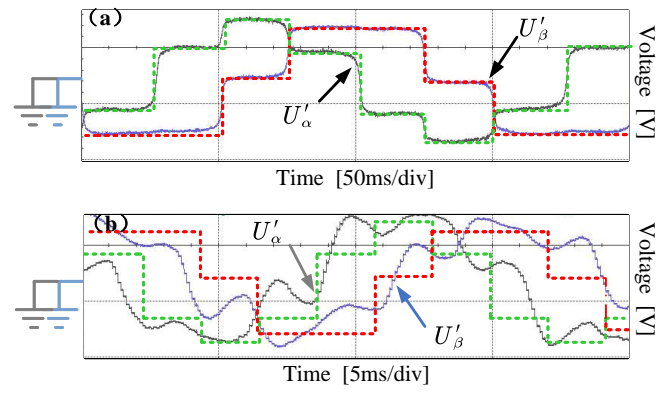 (a)
U′β
U′α
Voltage [V]
Time [50ms/div]
(b)
U′α
U′β
Voltage [V]
Time [5ms/div]